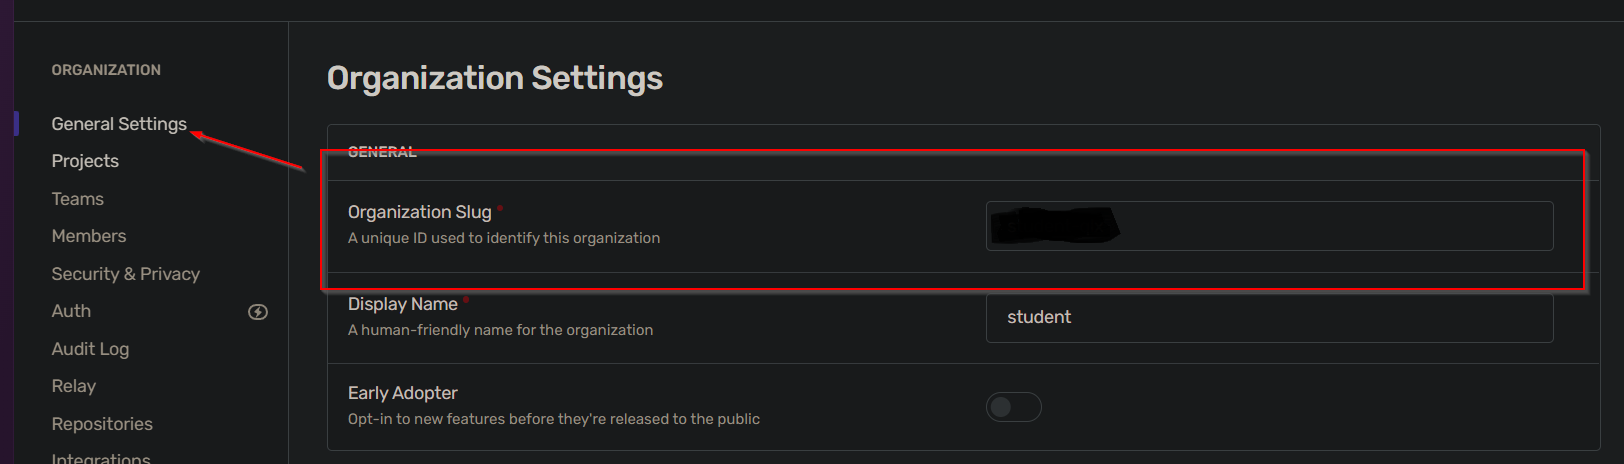 ORGANIZATION
General Settings
Projects
Teams
Members
Security & Privacy
Auth
Audit Log
Relay
Repositories
Integrations
Organization Settings
GENERAL
Organization Slug
A unique ID used to identify this organization
Display Name
A human-friendly name for the organization
student
Early Adopter
Opt-in to new features before they're released to the public